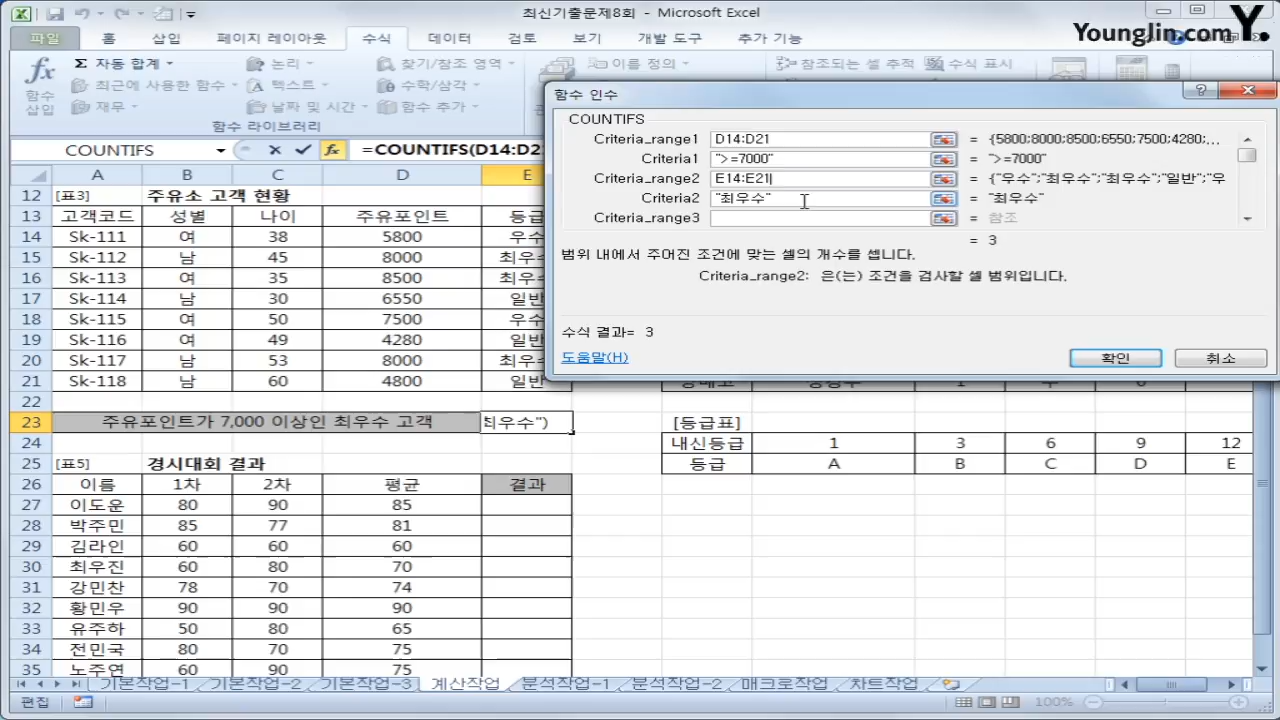 최신기출문제8회 - Microsoft Excel
Younglin.com Y.
파일 홈 삽입 페이지 레이아웃 수식 데이터 검토 보기 개발 도구 추가 기능
fx 함수 삽입
Σ 자동 합계
최근에 사용한 함수
재무
논리
텍스트
날짜 및 시간
찾기/참조 영역
수학/삼각
함수 추가
함수 라이브러리
이름 정의
참조되는 셀 추적
수식 표시
COUNTIFS fx =COUNTIFS(D14:D2
함수 인수
COUNTIFS
Criteria_range1 D14:D21 = {5800;8000;8500;6550;7500;4280;...
Criteria1 ">=7000" = ">=7000"
Criteria_range2 E14:E21 = {"우수";"최우수";"최우수";"일반";"우
Criteria2 "최우수" = "최우수"
Criteria_range3 = 참조
= 3
범위 내에서 주어진 조건에 맞는 셀의 개수를 셉니다.
Criteria_range2: 은(는) 조건을 검사할 셀 범위입니다.
수식 결과= 3
도움말(H) 확인 취소
A B C D E
12 [표3] 주유소 고객 현황
13 고객코드 성별 나이 주유포인트 등급
14 Sk-111 여 38 5800 우수
15 Sk-112 남 45 8000 최우수
16 Sk-113 여 35 8500 최우수
17 Sk-114 남 30 6550 일반
18 Sk-115 여 50 7500 우수
19 Sk-116 여 49 4280 일반
20 Sk-117 남 53 8000 최우수
21 Sk-118 남 60 4800 일반
22
23 주유포인트가 7,000 이상인 최우수 고객 최우수") [등급표]
24 내신등급 1 3 6 9 12
25 [표5] 경시대회 결과 등급 A B C D E
26 이름 1차 2차 평균 결과
27 이도운 80 90 85
28 박주민 85 77 81
29 김라인 60 60 60
30 최우진 60 80 70
31 강민찬 78 70 74
32 황민우 90 90 90
33 유주하 50 80 65
34 전민국 80 70 75
35 노주연 60 90 75
기본작업-1 기본작업-2 기본작업-3 계산작업 분석작업-1 분석작업-2 매크로작업 차트작업
편집 100%